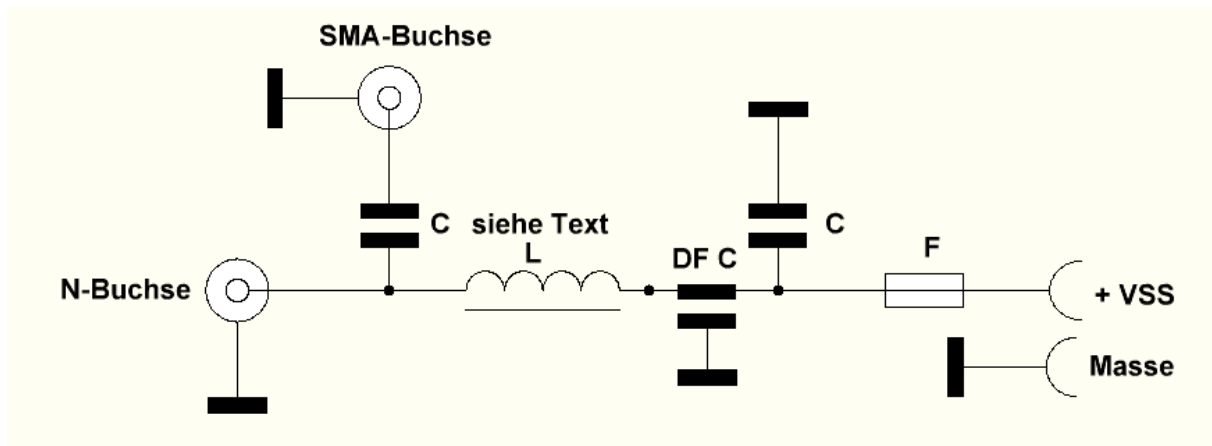 SMA-Buchse
C
siehe Text
L
DF C
C
F
N-Buchse
+ VSS
Masse